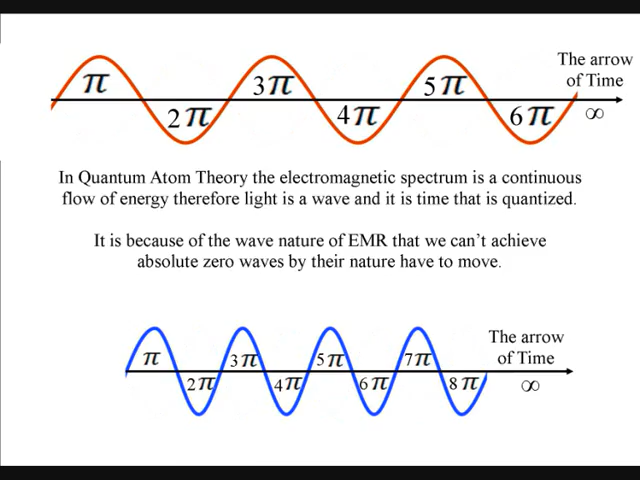 The arrow
of Time
π
3π
5π
2π
4π
6π
∞
In Quantum Atom Theory the electromagnetic spectrum is a continuous
flow of energy therefore light is a wave and it is time that is quantized.
It is because of the wave nature of EMR that we can't achieve
absolute zero waves by their nature have to move.
The arrow
of Time
π
3π
5π
7π
2π
4π
6π
8π
∞